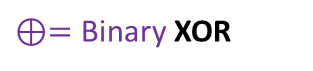 ⊕= Binary XOR